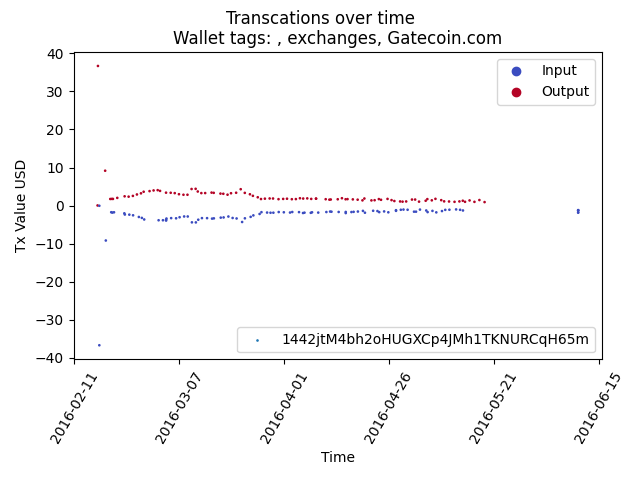 Transcations over time
Wallet tags: , exchanges, Gatecoin.com
Input
Output
40
30
20
10
0
−10
−20
−30
−40
Tx Value USD
1442jtM4bh2oHUGXCp4JMh1TKNURCqH65m
2016-02-11
2016-03-07
2016-04-01
2016-04-26
2016-05-21
2016-06-15
Time